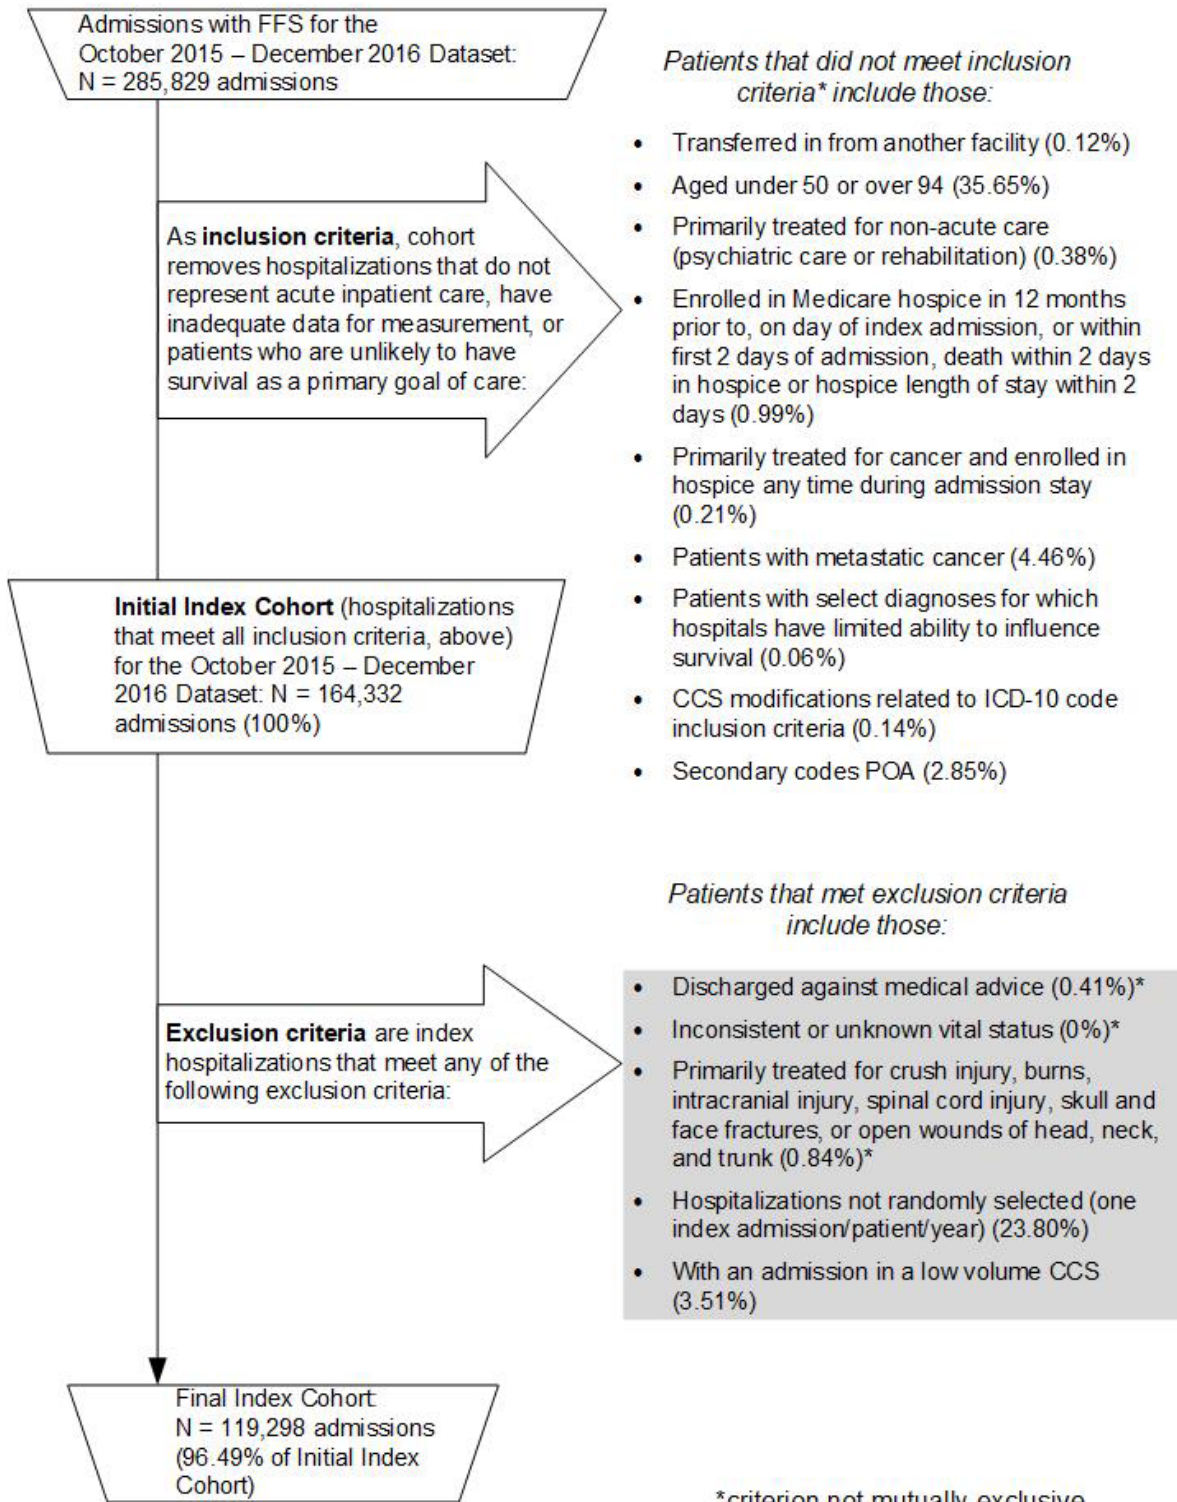 Admissions with FFS for the
October 2015 – December 2016 Dataset:
N = 285,829 admissions
Patients that did not meet inclusion
criteria* include those:
• Transferred in from another facility (0.12%)
• Aged under 50 or over 94 (35.65%)
• Primarily treated for non-acute care
(psychiatric care or rehabilitation) (0.38%)
• Enrolled in Medicare hospice in 12 months
prior to, on day of index admission, or within
first 2 days of admission, death within 2 days
in hospice or hospice length of stay within 2
days (0.99%)
• Primarily treated for cancer and enrolled in
hospice any time during admission stay
(0.21%)
• Patients with metastatic cancer (4.46%)
• Patients with select diagnoses for which
hospitals have limited ability to influence
survival (0.06%)
• CCS modifications related to ICD-10 code
inclusion criteria (0.14%)
• Secondary codes POA (2.85%)
As inclusion criteria, cohort
removes hospitalizations that do not
represent acute inpatient care, have
inadequate data for measurement, or
patients who are unlikely to have
survival as a primary goal of care:
Initial Index Cohort (hospitalizations
that meet all inclusion criteria, above)
for the October 2015 – December
2016 Dataset: N = 164,332
admissions (100%)
Patients that met exclusion criteria
include those:
• Discharged against medical advice (0.41%)*
• Inconsistent or unknown vital status (0%)*
• Primarily treated for crush injury, burns,
intracranial injury, spinal cord injury, skull and
face fractures, or open wounds of head, neck,
and trunk (0.84%)*
• Hospitalizations not randomly selected (one
index admission/patient/year) (23.80%)
• With an admission in a low volume CCS
(3.51%)
Exclusion criteria are index
hospitalizations that meet any of the
following exclusion criteria:
Final Index Cohort:
N = 119,298 admissions
(96.49% of Initial Index
Cohort)
*criterion not mutually exclusive